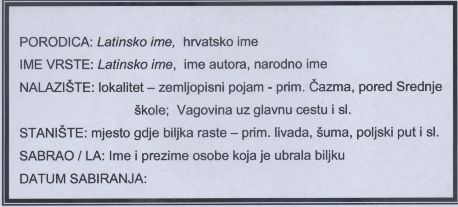 PORODICA: Latinsko ime, hrvatsko ime
IME VRSTE: Latinsko ime, ime autora, narodno ime
NALAZIŠTE: lokalitet – zemljopisni pojam - prim. Čazma, pored Srednje
škole; Vagovina uz glavnu cestu i sl.
STANIŠTE: mjesto gdje biljka raste – prim. livada, šuma, poljski put i sl.
SABRAO / LA: Ime i prezime osobe koja je ubrala biljku
DATUM SABIRANJA: